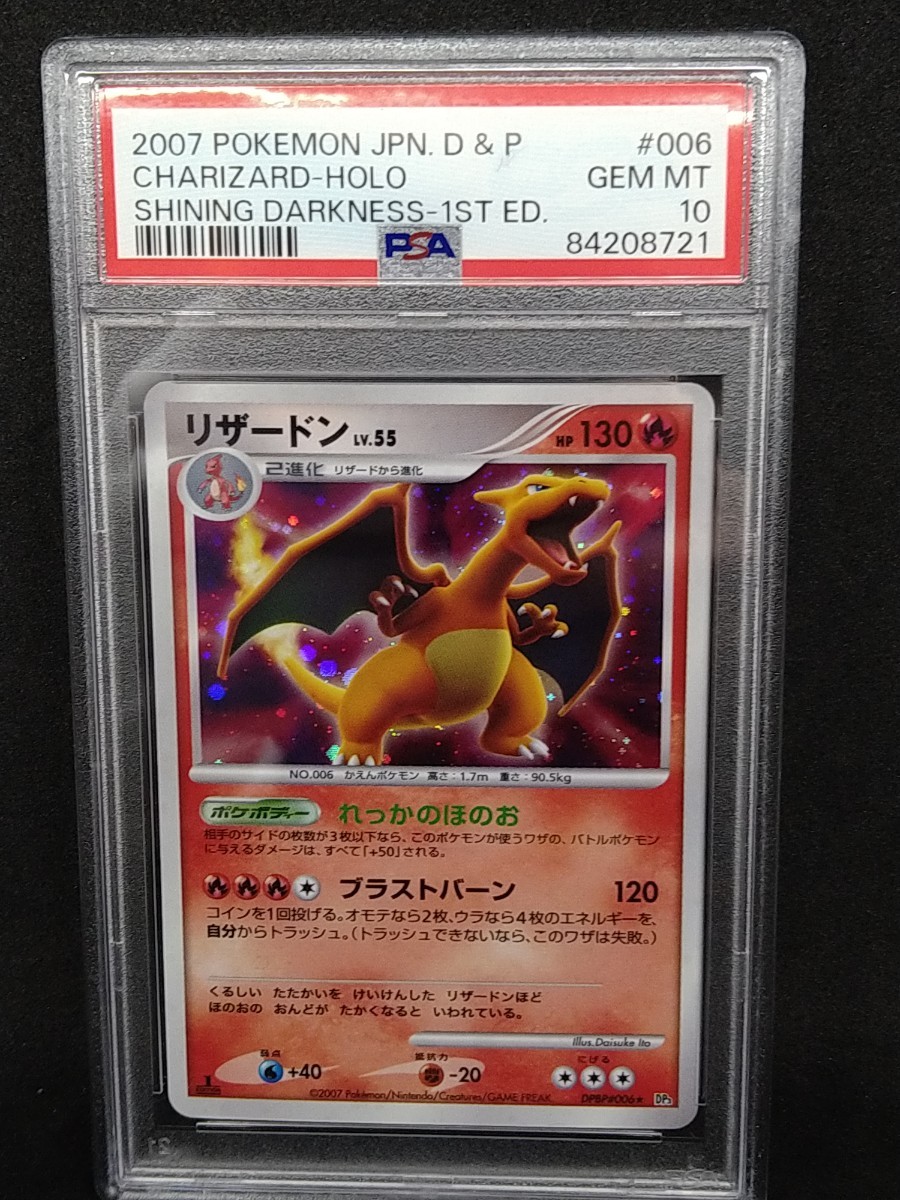 2007 POKEMON JPN. D & P #006
CHARIZARD-HOLO GEM MT
SHINING DARKNESS-1ST ED. 10
PSA 84208721
リザードン LV.55 HP 130
2進化 リザードから進化
NO.006 かえんポケモン 高さ:1.7m 重さ:90.5kg
ポケボディー れっかのほのお
相手のサイドの枚数が3枚以下なら、このポケモンが使うワザの、バトルポケモン
に与えるダメージは、すべて「+50」される。
ブラストバーン 120
コインを1回投げる。オモテなら2枚、ウラなら4枚のエネルギーを、
自分からトラッシュ。(トラッシュできないなら、このワザは失敗。)
くるしい たたかいを けいけんした リザードンほど
ほのおの おんどが たかくなると いわれている。
Illus.Daisuke Ito
弱点 抵抗力 にげる
+40 -20
1 EDITION ©2007 Pokémon/Nintendo/Creatures/GAME FREAK DPBP#006★ DP3